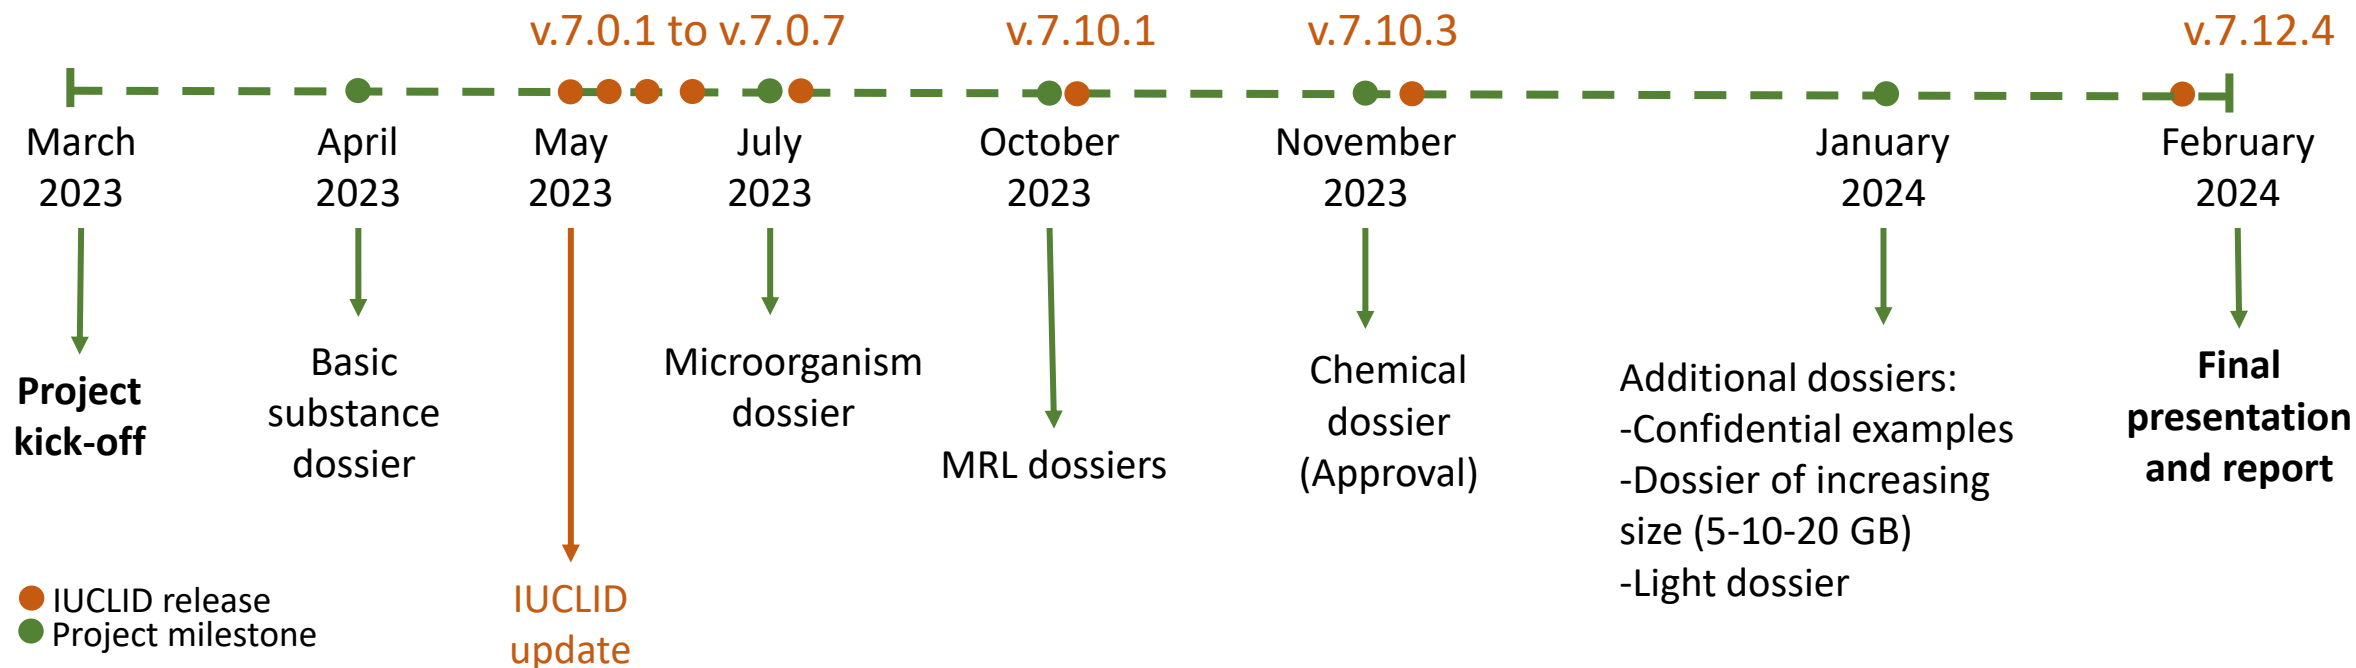 v.7.0.1 to v.7.0.7
v.7.10.1
v.7.10.3
v.7.12.4
March
2023
April
2023
May
2023
July
2023
October
2023
November
2023
January
2024
February
2024
Project
kick-off
Basic
substance
dossier
IUCLID
update
Microorganism
dossier
MRL dossiers
Chemical
dossier
(Approval)
Additional dossiers:
-Confidential examples
-Dossier of increasing
size (5-10-20 GB)
-Light dossier
Final
presentation
and report
IUCLID release
Project milestone